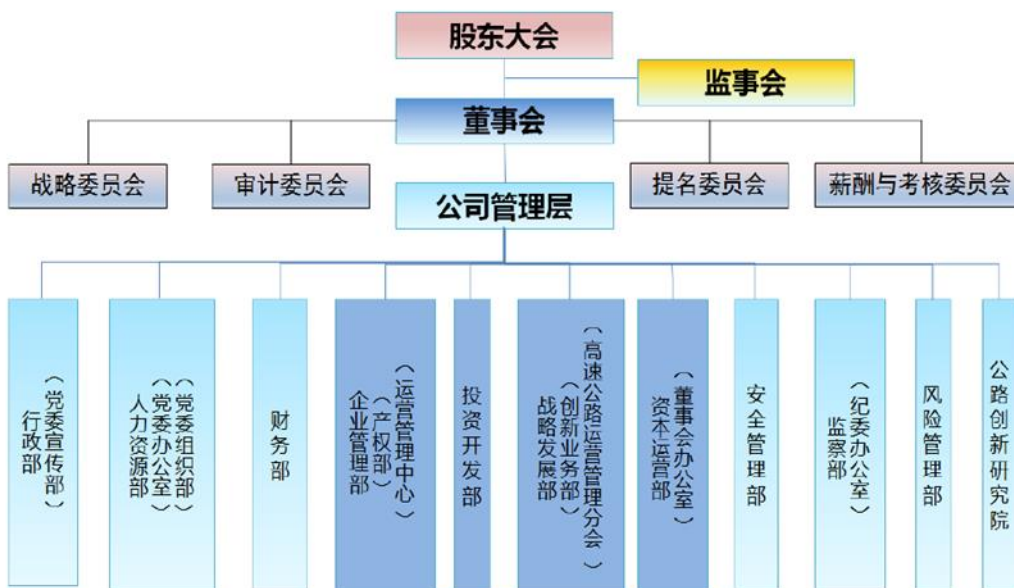 股东大会
监事会
董事会
战略委员会
审计委员会
提名委员会
薪酬与考核委员会
公司管理层
行政部
（党委宣传部）
人力资源部
（党委办公室）
（党委组织部）
财务部
企业管理部
（产权部）
（运营管理中心）
投资开发部
战略发展部
（创新业务部）
（高速公路运营管理分会）
资本运营部
（董事会办公室）
安全管理部
监察部
（纪委办公室）
风险管理部
公路创新研究院